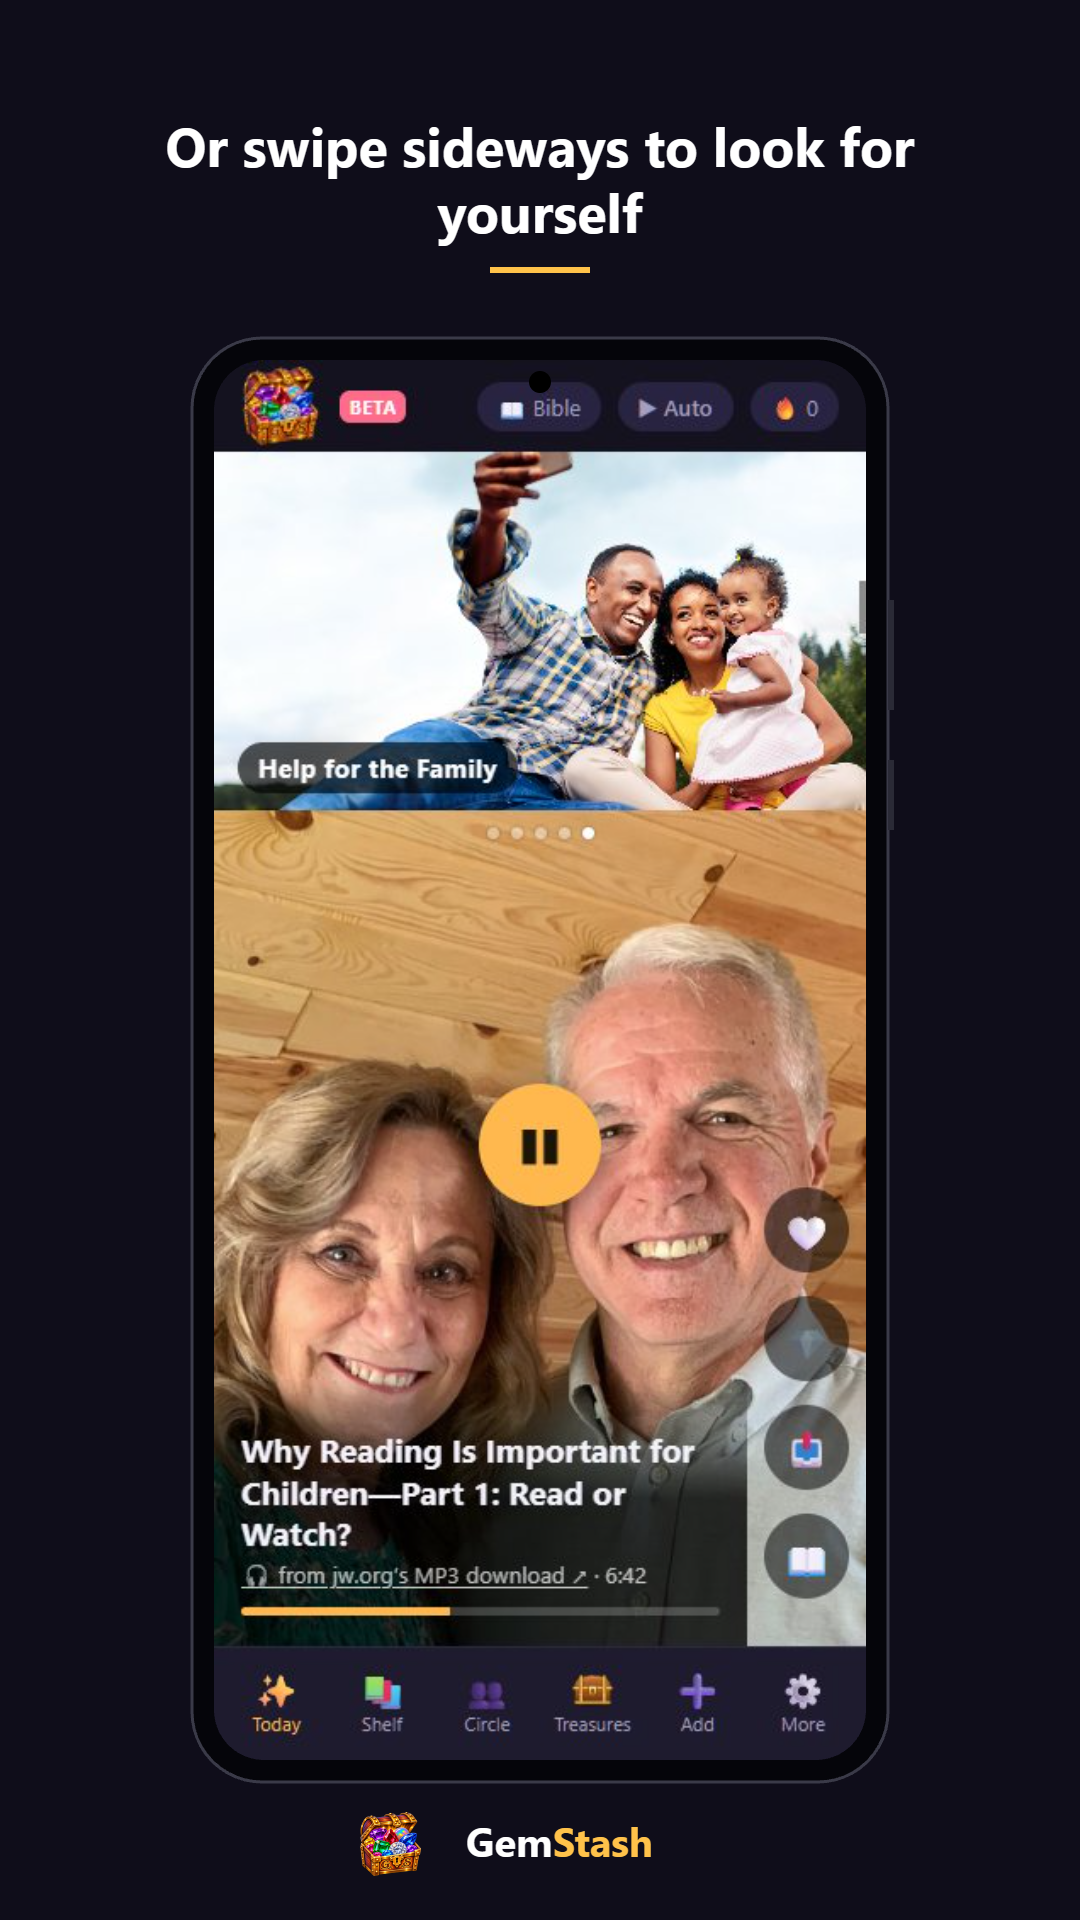 Or swipe sideways to look for
yourself
BETA
Bible
Auto
0
Help for the Family
Why Reading Is Important for
Children—Part 1: Read or
Watch?
from jw.org's MP3 download ↗ · 6:42
Today
Shelf
Circle
Treasures
Add
More
GemStash